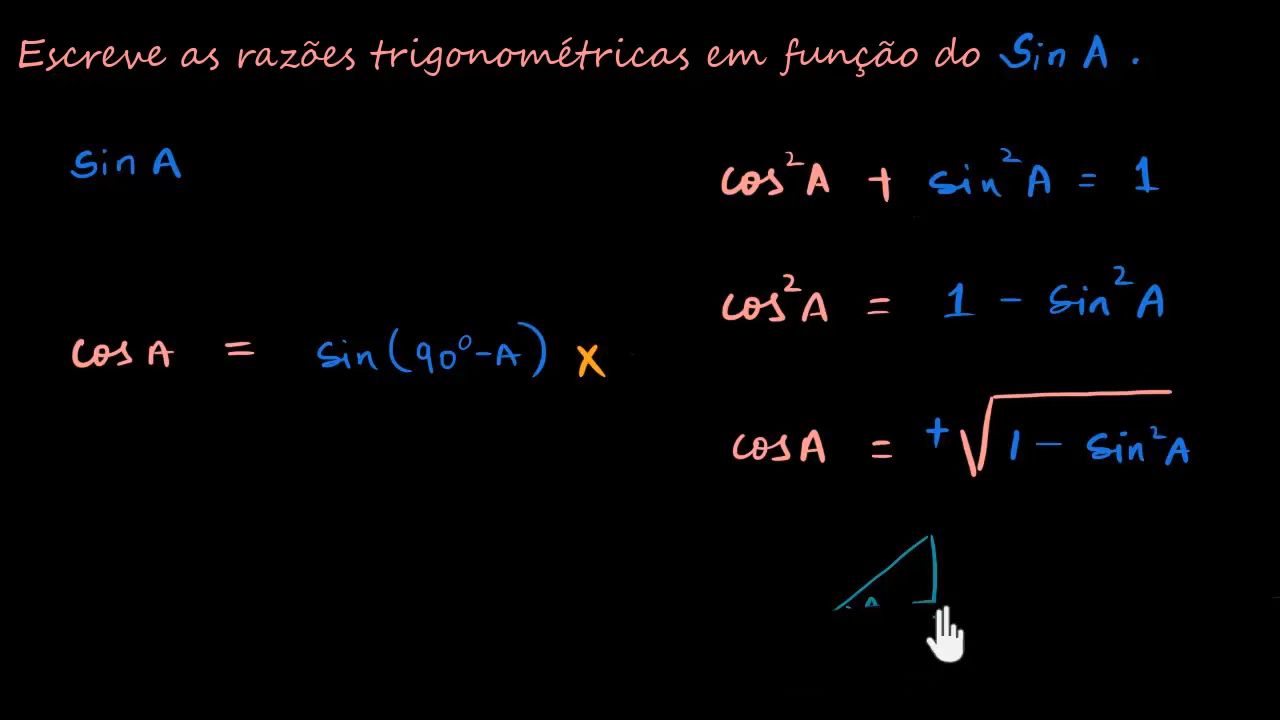 Escreve as razões trigonométricas em função do Sin A.
sin A
cos A = sin(90° - A) X
cos²A + sin²A = 1
cos²A = 1 - sin²A
cos A = +√(1 - sin²A)
A